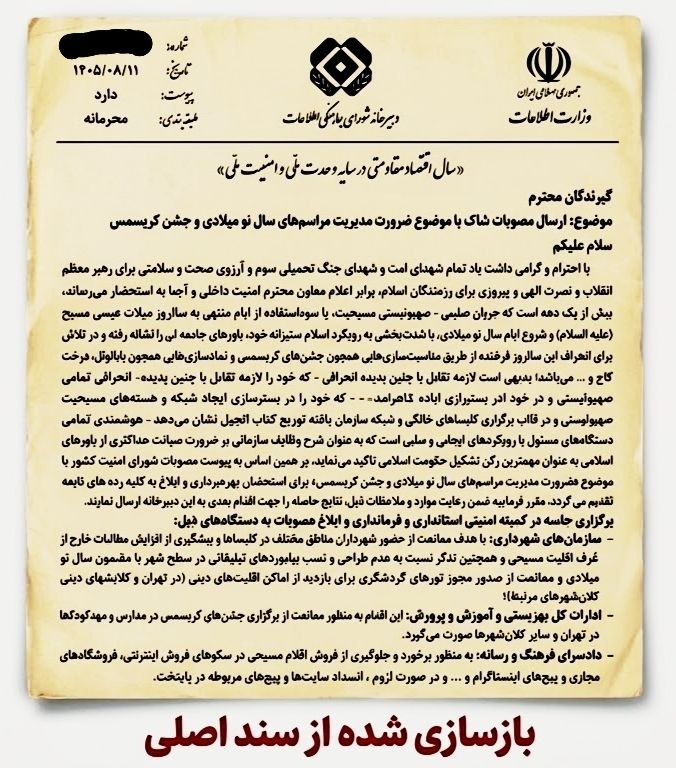 شماره:
تاریخ: ۱۴۰۵/۰۸/۱۱
پیوست: دارد
طبقه‌بندی: محرمانه
دبیرخانه شورای هماهنگی اطلاعات
جمهوری اسلامی ایران
وزارت اطلاعات
«سال اقتصاد مقاومتی در سایه وحدت ملّی و امنیت ملّی»
گیرندگان محترم
موضوع: ارسال مصوبات شاک با موضوع ضرورت مدیریت مراسم‌های سال نو میلادی و جشن کریسمس
سلام علیکم
با احترام و گرامی داشت یاد تمام شهدای امت و شهدای جنگ تحمیلی سوم و آرزوی صحت و سلامتی برای رهبر معظم
انقلاب و نصرت الهی و پیروزی برای رزمندگان اسلام، برابر اعلام معاون محترم امنیت داخلی و آجما به استحضار می‌رساند،
بیش از یک دهه است که جریان صلیبی - صهیونیستی مسیحیت، با سوءاستفاده از ایام منتهی به سالروز میلات عیسی مسیح
(علیه السلام) و شروع ایام سال نو میلادی، با شدت‌بخشی به رویکرد اسلام ستیزانه خود، باورهای جامعه را نشانه رفته و در تلاش
برای انحراف این سالروز فرخنده از طریق مناسبت‌سازی‌هایی همچون جشن‌های کریسمسی و نمادسازی‌هایی همچون بابانوئل، درخت
کاج و ... می‌باشد؛ بدیهی است لازمه تقابل با چنین پدیده انحرافی - که خود را لازمه تقابل با چنین پدیده- انحرافی تمامی
صهیونیستی و در خود در بسترسازی - - که خود را در بسترسازی ایجاد شبکه و هسته‌های مسیحیت
و در قالب برگزاری کلیساهای خانگی و شبکه سازمان یافته توزیع کتاب انجیل نشان می‌دهد - هوشمندی تمامی
دستگاه‌های مسئول با رویکردهای ایجابی و سلبی است که به عنوان شرح وظایف سازمانی بر ضرورت صیانت حداکثری از باورهای
اسلامی به عنوان مهمترین رکن تشکیل حکومت اسلامی تاکید می‌نماید، بر همین اساس به پیوست مصوبات شورای امنیت کشور با
موضوع «ضرورت مدیریت مراسم‌های سال نو میلادی و جشن کریسمس» برای استحضار بهره‌برداری و ابلاغ به کلیه رده های تابعه
تقدیم می گردد. مقرر فرمایید ضمن رعایت موارد و ملاحظات ذیل، نتایج حاصله را جهت اقدام بعدی به این دبیرخانه ارسال نمارند.
برگزاری جلسه در کمیته امنیتی استانداری و فرمانداری و ابلاغ مصوبات به دستگاه‌های ذیل:
- سازمان‌های شهرداری: با هدف ممانعت از حضور شهرداران مناطق مختلف در کلیساها و پیشگیری از افزایش مطالبات خارج از
عُرف اقلیت مسیحی و همچنین تذکر نسبت به عدم طراحی و نسب بیلبوردهای تبلیغاتی در سطح شهر با مضمون سال نو
میلادی و ممانعت از صدور مجوز تورهای گردشگری برای بازدید از اماکن اقلیت‌های دینی (در تهران و کلانشهای دینی
کلان‌شهرهای مرتبط)؛
- ادارات کل بهزیستی و آموزش و پرورش: این اقدام به منظور ممانعت از برگزاری جشن‌های کریسمس در مدارس و مهدکودکها
در تهران و سایر کلان‌شهرها صورت می‌گیرد.
- دادسرای فرهنگ و رسانه: به منظور برخورد و جلوگیری از فروش اقلام مسیحی در سکوهای فروش اینترنتی، فروشگاه‌های
مجازی و پیج‌های اینستاگرام و ... و در صورت لزوم ، انسداد سایت‌ها و پیج‌های مربوطه در پایتخت.
بازسازی شده از سند اصلی